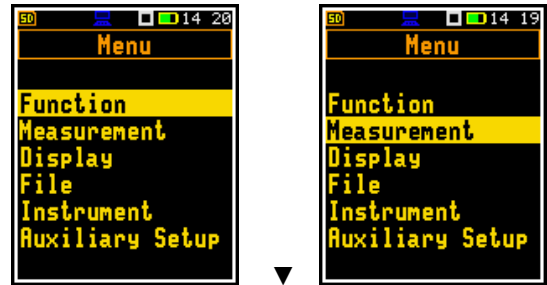 SD 14 20
Menu
Function
Measurement
Display
File
Instrument
Auxiliary Setup
▼
SD 14 19
Menu
Function
Measurement
Display
File
Instrument
Auxiliary Setup